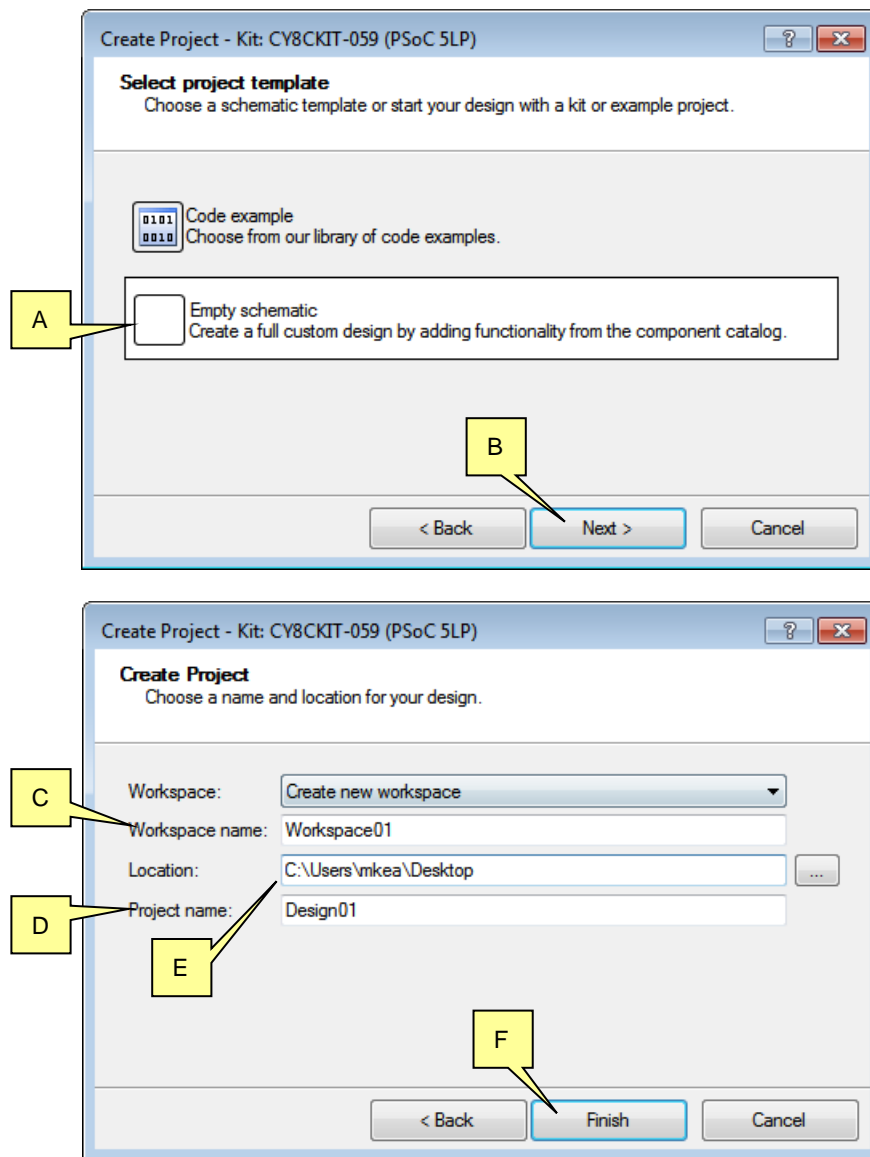 Create Project - Kit: CY8CKIT-059 (PSoC 5LP)
Select project template
Choose a schematic template or start your design with a kit or example project.
0101
0010
Code example
Choose from our library of code examples.
A
Empty schematic
Create a full custom design by adding functionality from the component catalog.
B
< Back
Next >
Cancel
Create Project - Kit: CY8CKIT-059 (PSoC 5LP)
Create Project
Choose a name and location for your design.
Workspace: Create new workspace
C
Workspace name: Workspace01
Location: C:\Users\mkea\Desktop ...
D
Project name: Design01
E
F
< Back
Finish
Cancel